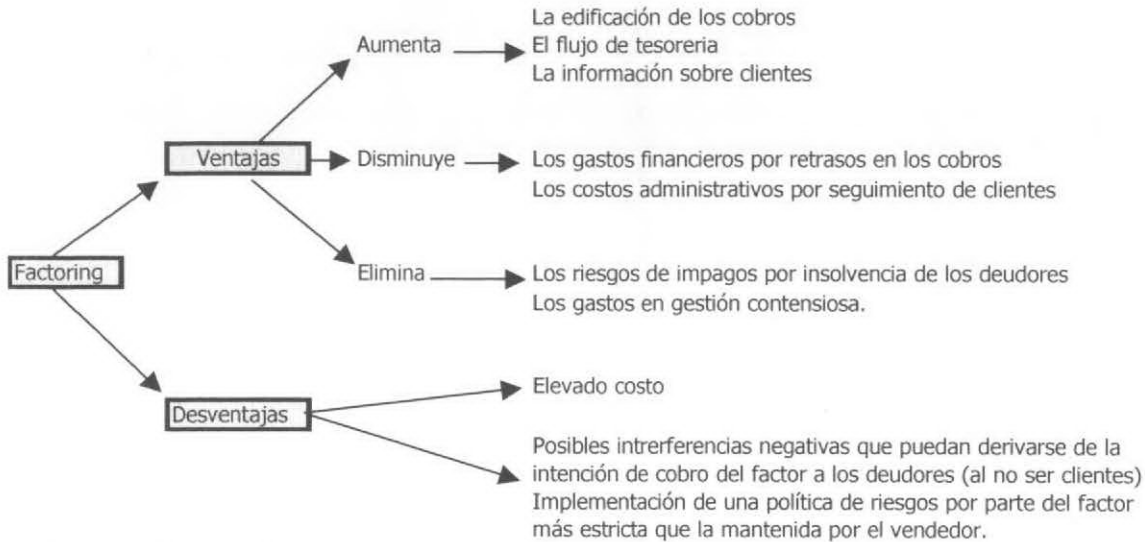 La edificación de los cobros
Aumenta
El flujo de tesoreria
La información sobre clientes
Ventajas
Disminuye
Los gastos financieros por retrasos en los cobros
Los costos administrativos por seguimiento de clientes
Factoring
Elimina
Los riesgos de impagos por insolvencia de los deudores
Los gastos en gestión contensiosa.
Desventajas
Elevado costo
Posibles intrerferencias negativas que puedan derivarse de la
intención de cobro del factor a los deudores (al no ser clientes)
Implementación de una política de riesgos por parte del factor
más estricta que la mantenida por el vendedor.